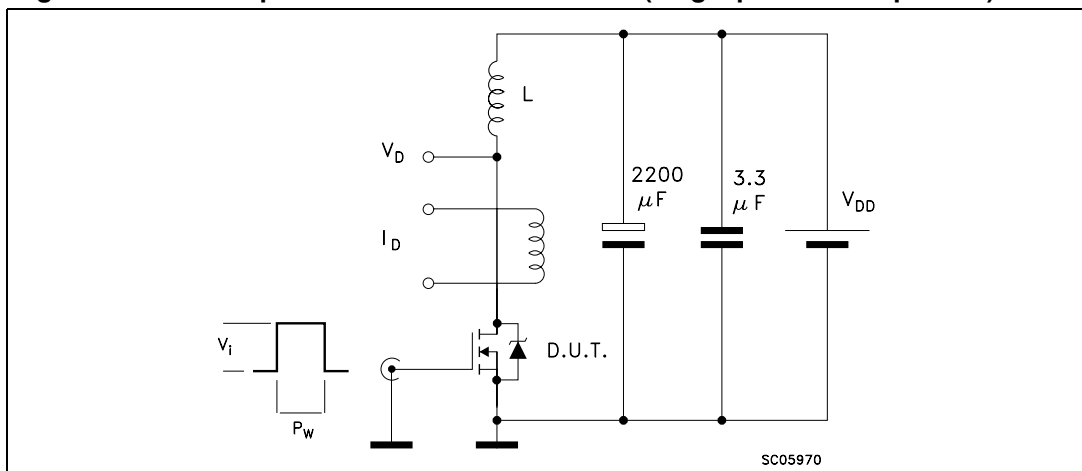 L
V_D
2200
μF
3.3
μF
V_DD
I_D
V_i
D.U.T.
P_W
SC05970